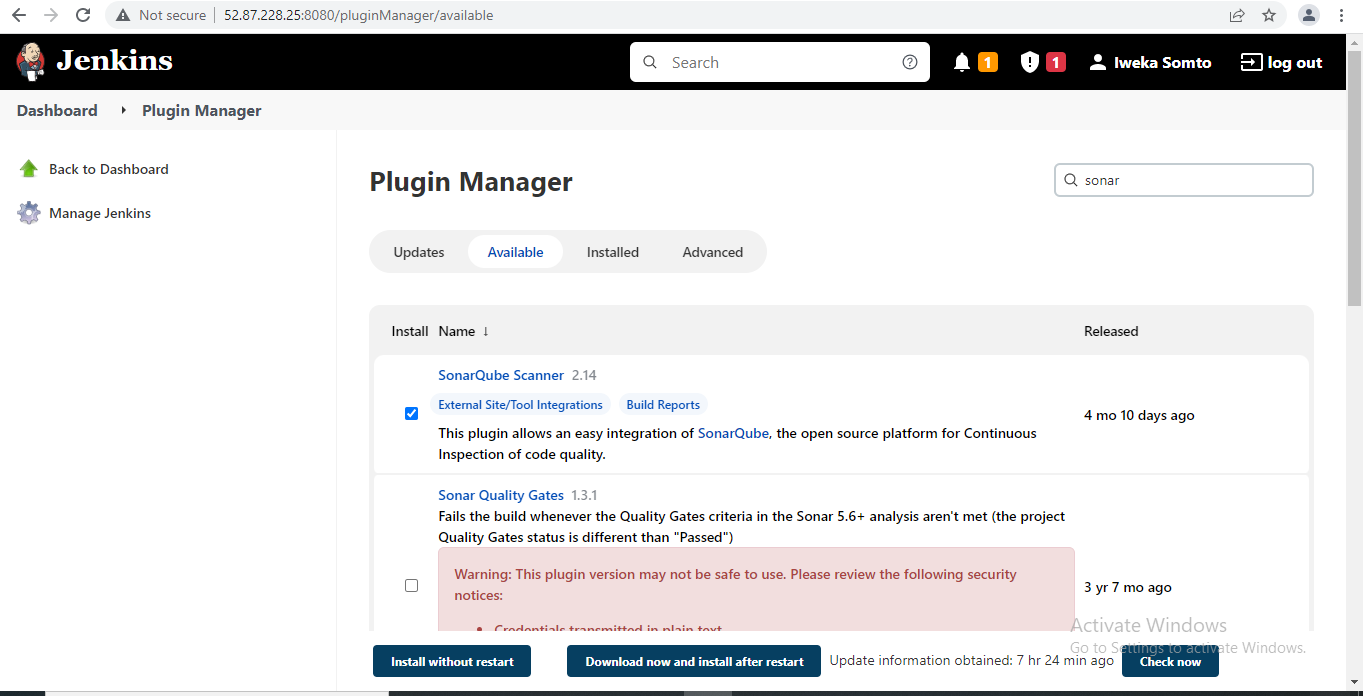 Not secure | 52.87.228.25:8080/pluginManager/available
Jenkins
Search
1
1
Iweka Somto
log out
Dashboard
Plugin Manager
Back to Dashboard
Manage Jenkins
Plugin Manager
sonar
Updates
Available
Installed
Advanced
Install Name ↓ Released
SonarQube Scanner 2.14
External Site/Tool Integrations Build Reports
4 mo 10 days ago
This plugin allows an easy integration of SonarQube, the open source platform for Continuous
Inspection of code quality.
Sonar Quality Gates 1.3.1
Fails the build whenever the Quality Gates criteria in the Sonar 5.6+ analysis aren't met (the project
Quality Gates status is different than "Passed")
Warning: This plugin version may not be safe to use. Please review the following security
notices:
3 yr 7 mo ago
• Credentials transmitted in plain text
Activate Windows
Go to Settings to activate Windows.
Install without restart
Download now and install after restart
Update information obtained: 7 hr 24 min ago
Check now